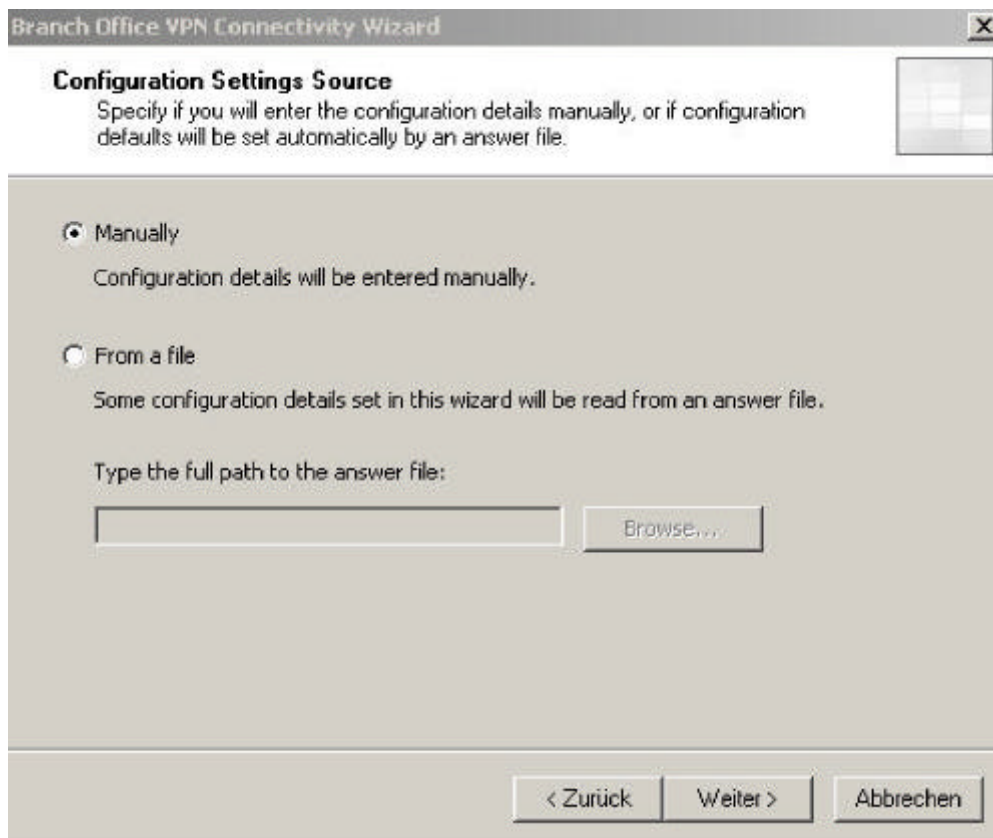 Branch Office VPN Connectivity Wizard
Configuration Settings Source
Specify if you will enter the configuration details manually, or if configuration
defaults will be set automatically by an answer file.
Manually
Configuration details will be entered manually.
From a file
Some configuration details set in this wizard will be read from an answer file.
Type the full path to the answer file:
Browse...
< Zurück
Weiter >
Abbrechen